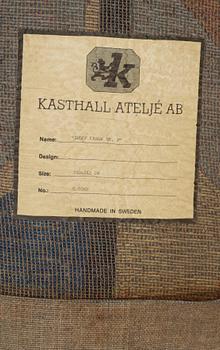 k
KASTHALL ATELJÉ AB
Name:
Design:
Size:
No.:
HANDMADE IN SWEDEN